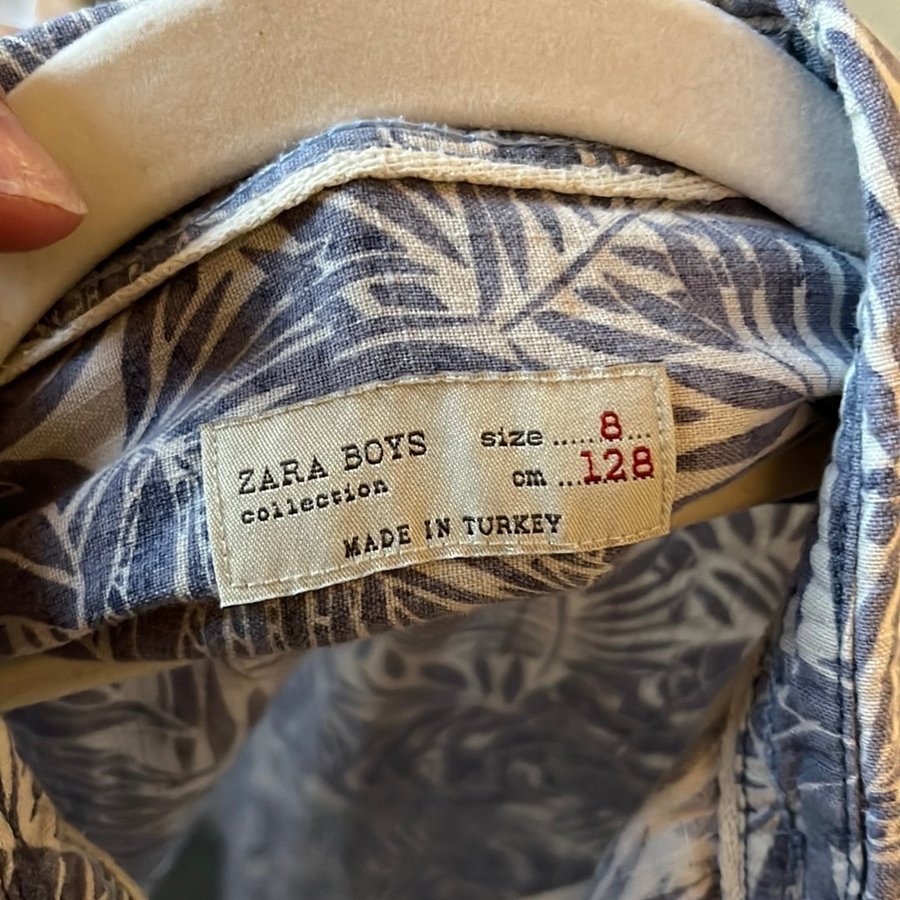 ZARA BOYS
collection
size ..... 8 ...
cm ... 128
MADE IN TURKEY